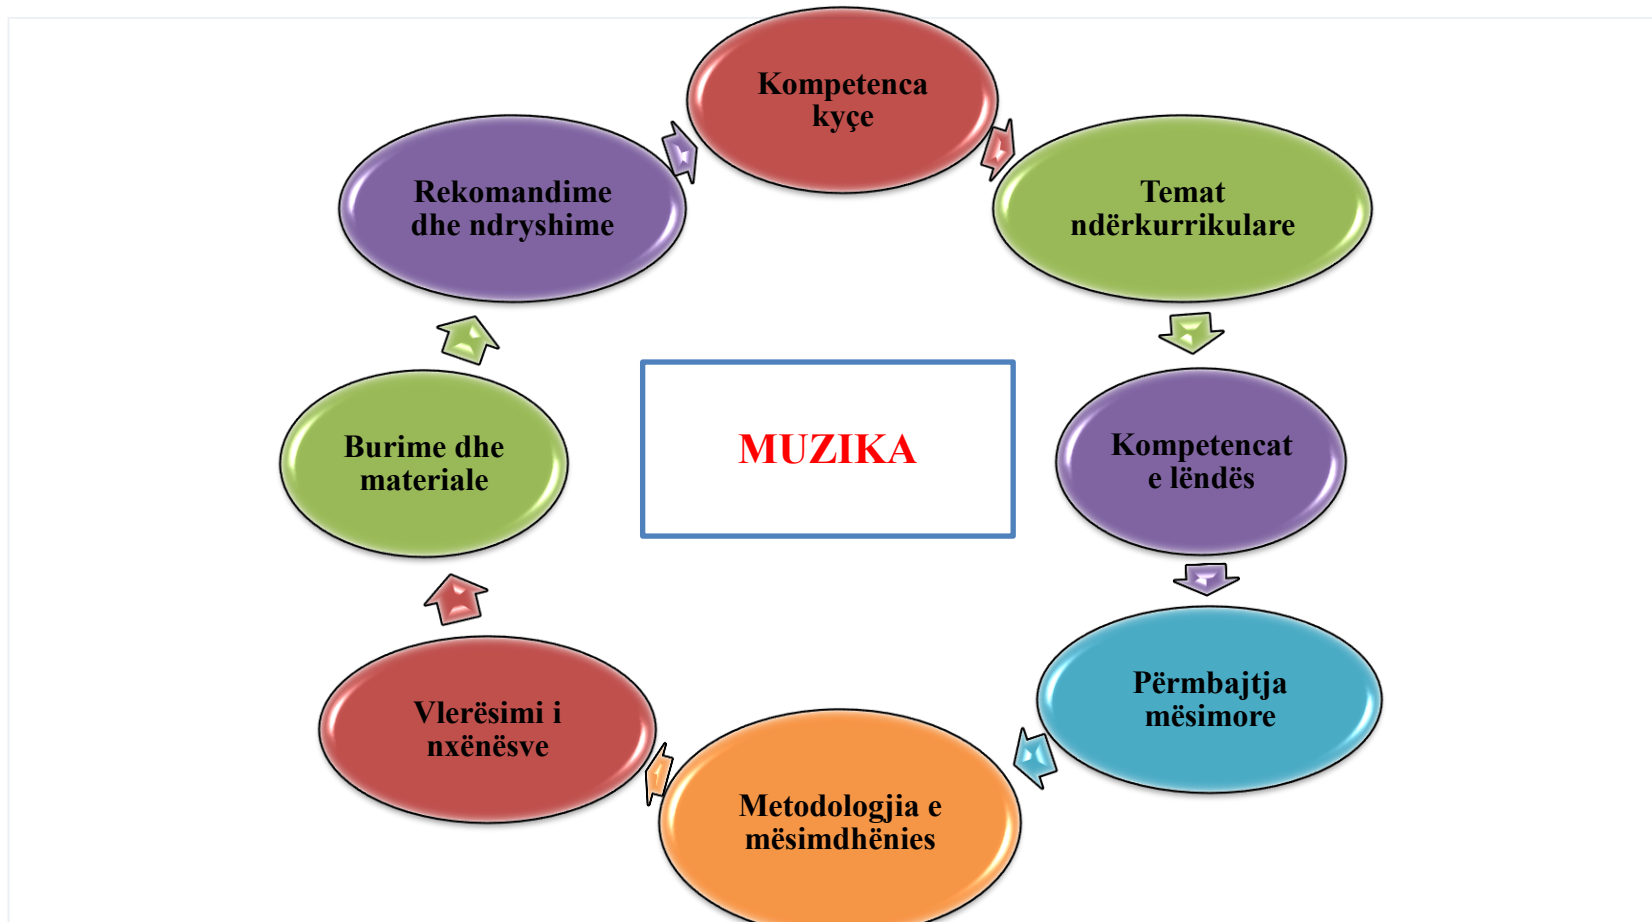 Kompetenca
kyçe
Temat
ndërkurrikulare
Kompetencat
e lëndës
Përmbajtja
mësimore
Metodologjia e
mësimdhënies
Vlerësimi i
nxënësve
Burime dhe
materiale
Rekomandime
dhe ndryshime
MUZIKA